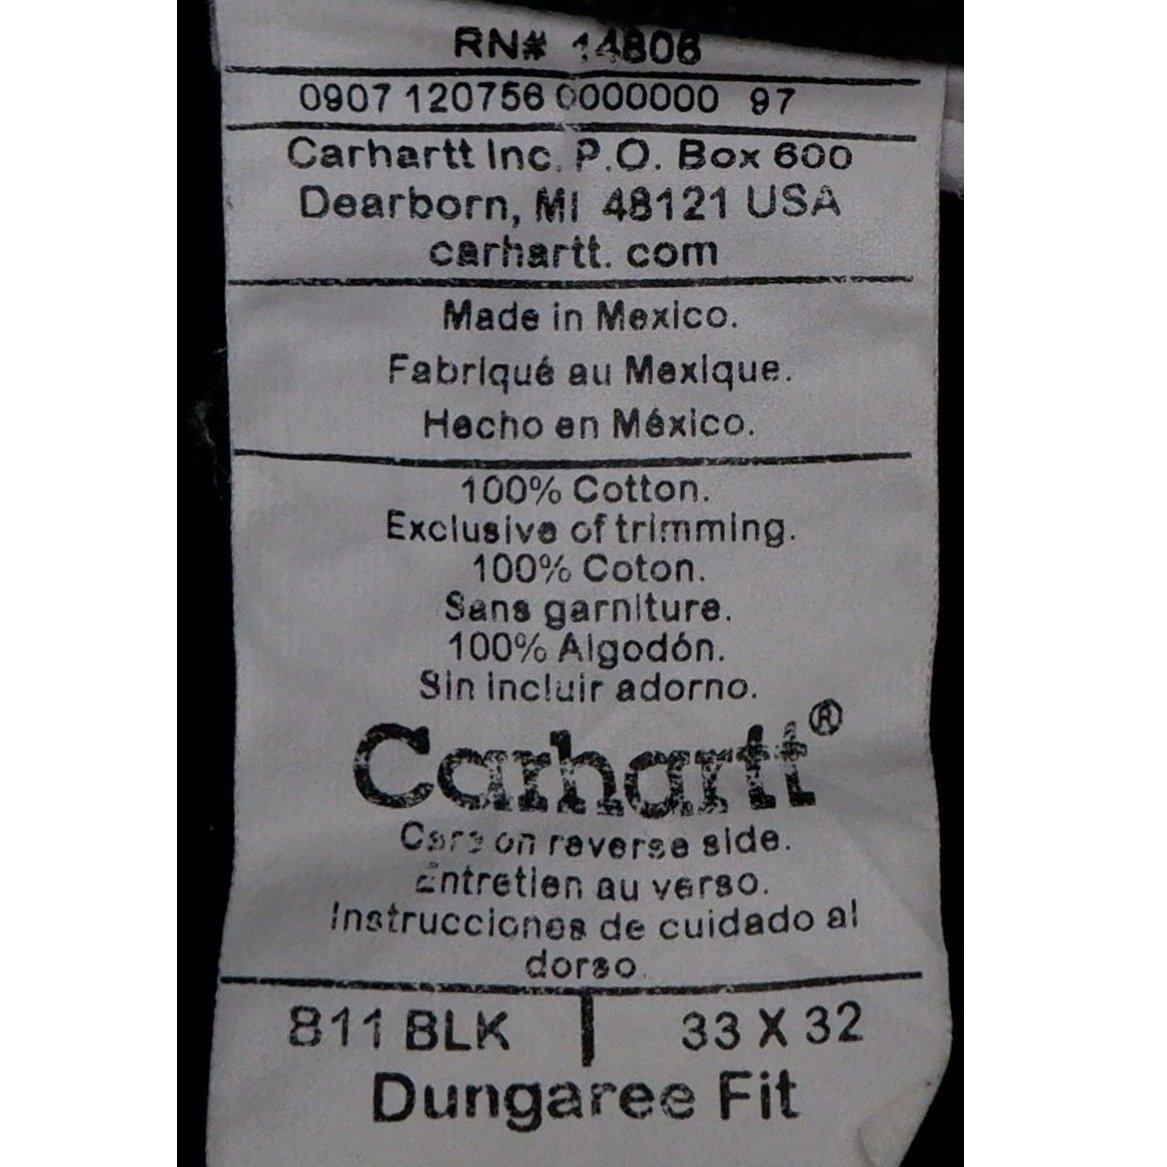 RN# 14806
0907 120756 0000000 97
Carhartt Inc. P.O. Box 600
Dearborn, MI 48121 USA
carhartt. com
Made in Mexico.
Fabriqué au Mexique.
Hecho en México.
100% Cotton.
Exclusive of trimming.
100% Coton.
Sans garniture.
100% Algodón.
Sin incluir adorno.
Carhartt®
Care on reverse side.
Entretien au verso.
Instrucciones de cuidado al
dorso.
B11 BLK | 33 X 32
Dungaree Fit